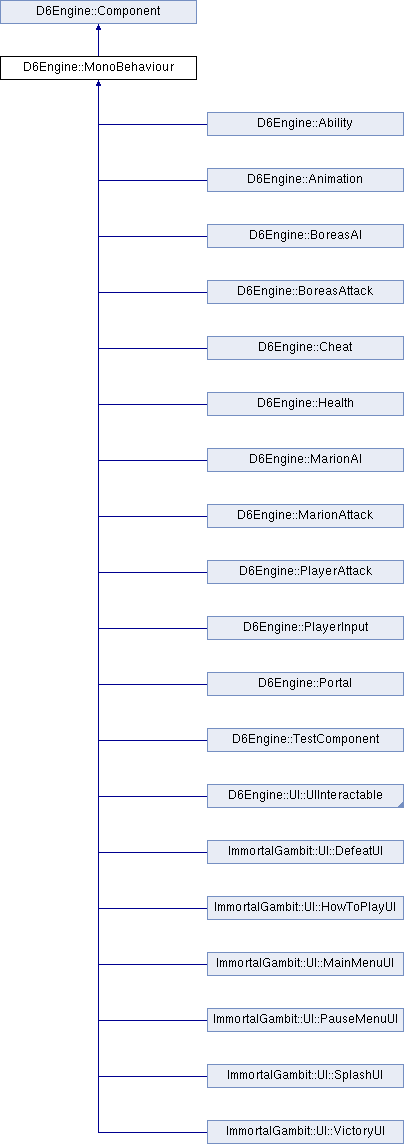 D6Engine::Component
D6Engine::MonoBehaviour
D6Engine::Ability
D6Engine::Animation
D6Engine::BoreasAI
D6Engine::BoreasAttack
D6Engine::Cheat
D6Engine::Health
D6Engine::MarionAI
D6Engine::MarionAttack
D6Engine::PlayerAttack
D6Engine::PlayerInput
D6Engine::Portal
D6Engine::TestComponent
D6Engine::UI::UIInteractable
ImmortalGambit::UI::DefeatUI
ImmortalGambit::UI::HowToPlayUI
ImmortalGambit::UI::MainMenuUI
ImmortalGambit::UI::PauseMenuUI
ImmortalGambit::UI::SplashUI
ImmortalGambit::UI::VictoryUI